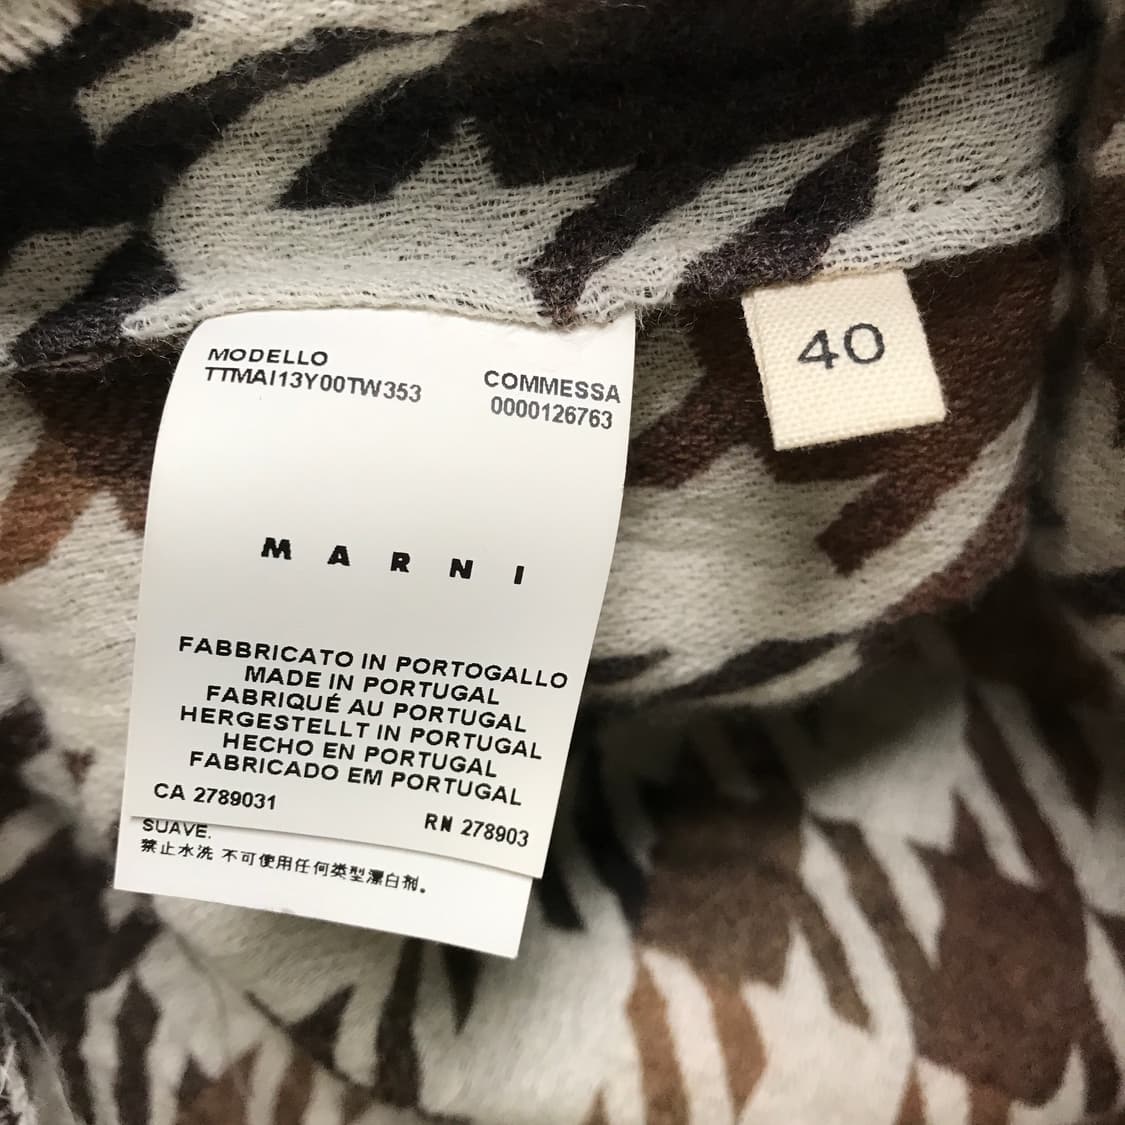 MODELLO
TTMAI13Y00TW353
COMMESSA
0000126763
40
M A R N I
FABBRICATO IN PORTOGALLO
MADE IN PORTUGAL
FABRIQUÉ AU PORTUGAL
HERGESTELLT IN PORTUGAL
HECHO EN PORTUGAL
FABRICADO EM PORTUGAL
CA 2789031
RN 278903
SUAVE.
禁止水洗 不可使用任何类型漂白剂。